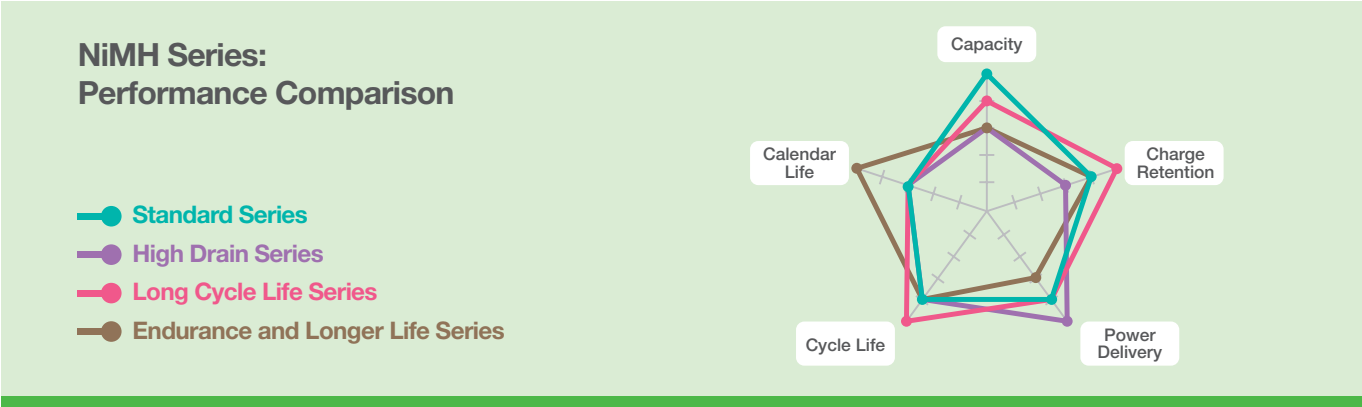 NiMH Series:
Performance Comparison
Standard Series
High Drain Series
Long Cycle Life Series
Endurance and Longer Life Series
Capacity
Calendar
Life
Charge
Retention
Cycle Life
Power
Delivery